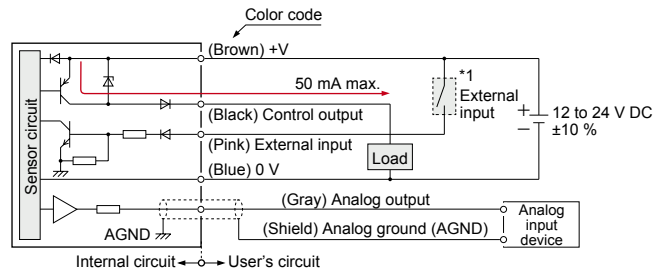 Color code
(Brown) +V
50 mA max.
*1
External
input
+
12 to 24 V DC
−
±10 %
(Black) Control output
Sensor circuit
(Pink) External input
Load
(Blue) 0 V
(Gray) Analog output
Analog
input
device
(Shield) Analog ground (AGND)
AGND
Internal circuit
User's circuit